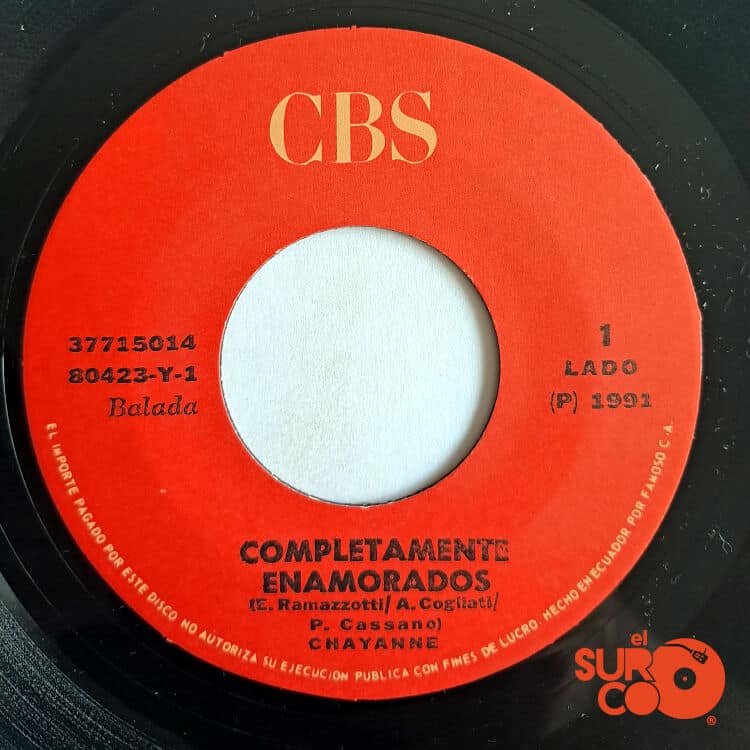 CBS
37715014
80423-Y-1
Balada
1
LADO
(P) 1991
COMPLETAMENTE
ENAMORADOS
(E. Ramazzotti/ A. Cogliati/
P. Cassano)
CHAYANNE
EL IMPORTE PAGADO POR ESTE DISCO NO AUTORIZA SU EJECUCION PUBLICA CON FINES DE LUCRO. HECHO EN ECUADOR POR FAMOSO C.A.
el
SURCO
®